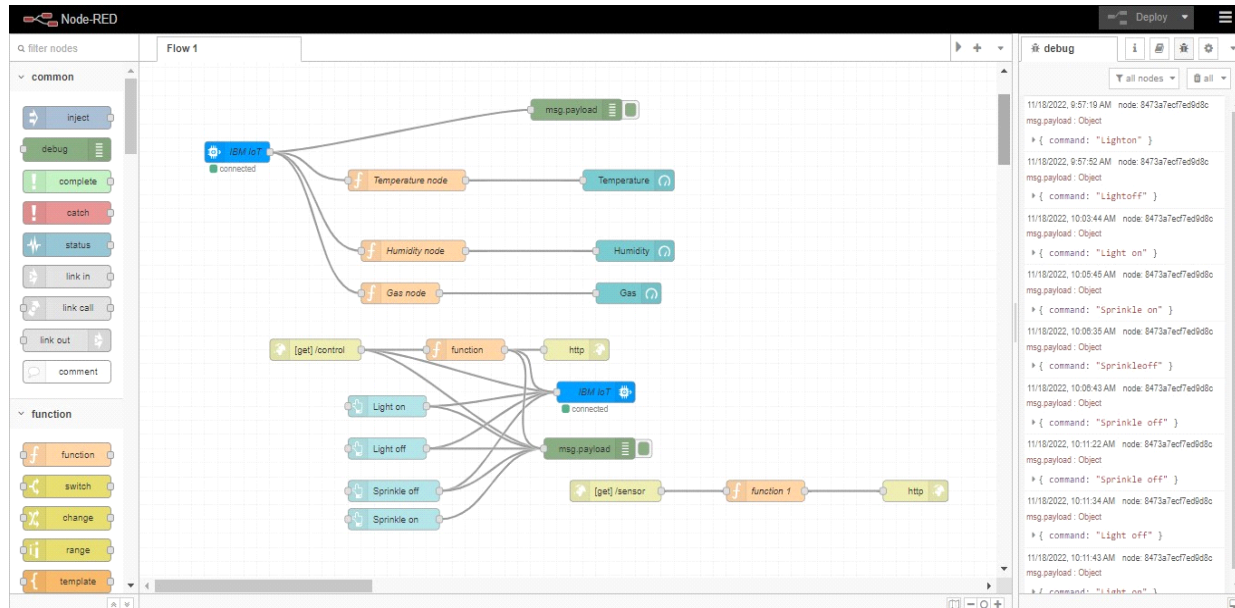 Node-RED
Deploy
filter nodes
Flow 1
debug
i
all nodes
all
common
inject
debug
complete
catch
status
link in
link call
link out
comment
function
function
switch
change
range
template
msg.payload
IBM IoT
connected
Temperature node
Temperature
Humidity node
Humidity
Gas node
Gas
[get] /control
function
http
IBM IoT
connected
Light on
Light off
msg.payload
Sprinkle off
[get] /sensor
function 1
http
Sprinkle on
11/18/2022, 9:57:19 AM node: 8473a7ecf7ed9d8c
msg.payload : Object
{ command: "Lighton" }
11/18/2022, 9:57:52 AM node: 8473a7ecf7ed9d8c
msg.payload : Object
{ command: "Lightoff" }
11/18/2022, 10:03:44 AM node: 8473a7ecf7ed9d8c
msg.payload : Object
{ command: "Light on" }
11/18/2022, 10:05:45 AM node: 8473a7ecf7ed9d8c
msg.payload : Object
{ command: "Sprinkle on" }
11/18/2022, 10:06:35 AM node: 8473a7ecf7ed9d8c
msg.payload : Object
{ command: "Sprinkleoff" }
11/18/2022, 10:06:43 AM node: 8473a7ecf7ed9d8c
msg.payload : Object
{ command: "Sprinkle off" }
11/18/2022, 10:11:22 AM node: 8473a7ecf7ed9d8c
msg.payload : Object
{ command: "Sprinkle off" }
11/18/2022, 10:11:34 AM node: 8473a7ecf7ed9d8c
msg.payload : Object
{ command: "Light off" }
11/18/2022, 10:11:43 AM node: 8473a7ecf7ed9d8c
msg.payload : Object
{ command: "Light on" }